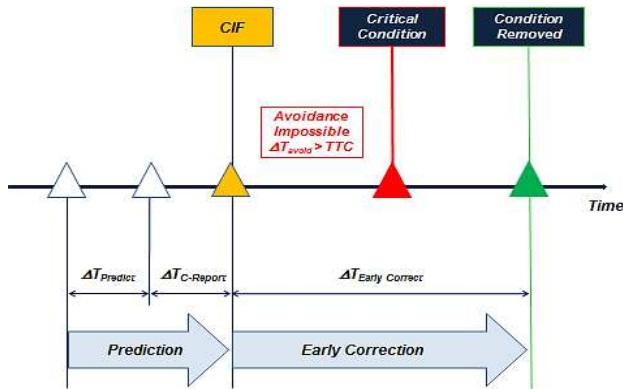 CIF
Critical
Condition
Condition
Removed
Avoidance
Impossible
ΔTavoid > TTC
Time
ΔTPredict
ΔTC-Report
ΔTEarly Correct
Prediction
Early Correction